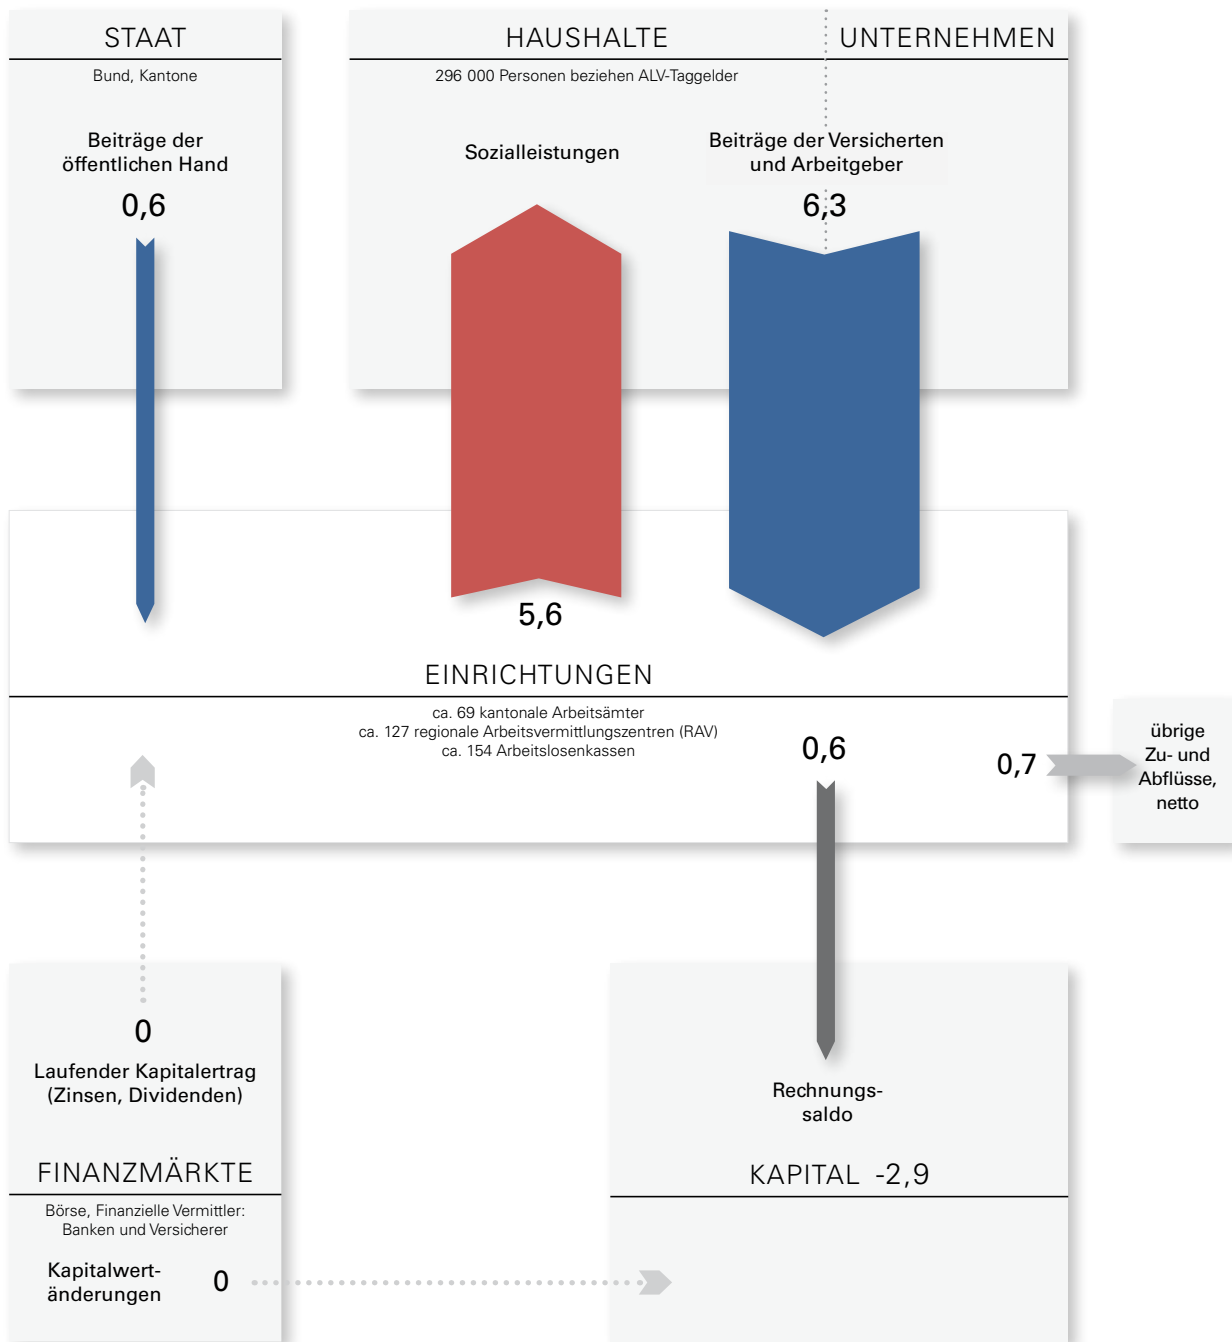 STAAT
Bund, Kantone
Beiträge der
öffentlichen Hand
0,6
HAUSHALTE
UNTERNEHMEN
296 000 Personen beziehen ALV-Taggelder
Sozialleistungen
Beiträge der Versicherten
und Arbeitgeber
6,3
5,6
EINRICHTUNGEN
ca. 69 kantonale Arbeitsämter
ca. 127 regionale Arbeitsvermittlungszentren (RAV)
ca. 154 Arbeitslosenkassen
0,6
0,7
übrige
Zu- und
Abflüsse,
netto
0
Laufender Kapitalertrag
(Zinsen, Dividenden)
FINANZMÄRKTE
Börse, Finanzielle Vermittler:
Banken und Versicherer
Kapitalwert-
änderungen
0
Rechnungs-
saldo
KAPITAL -2,9